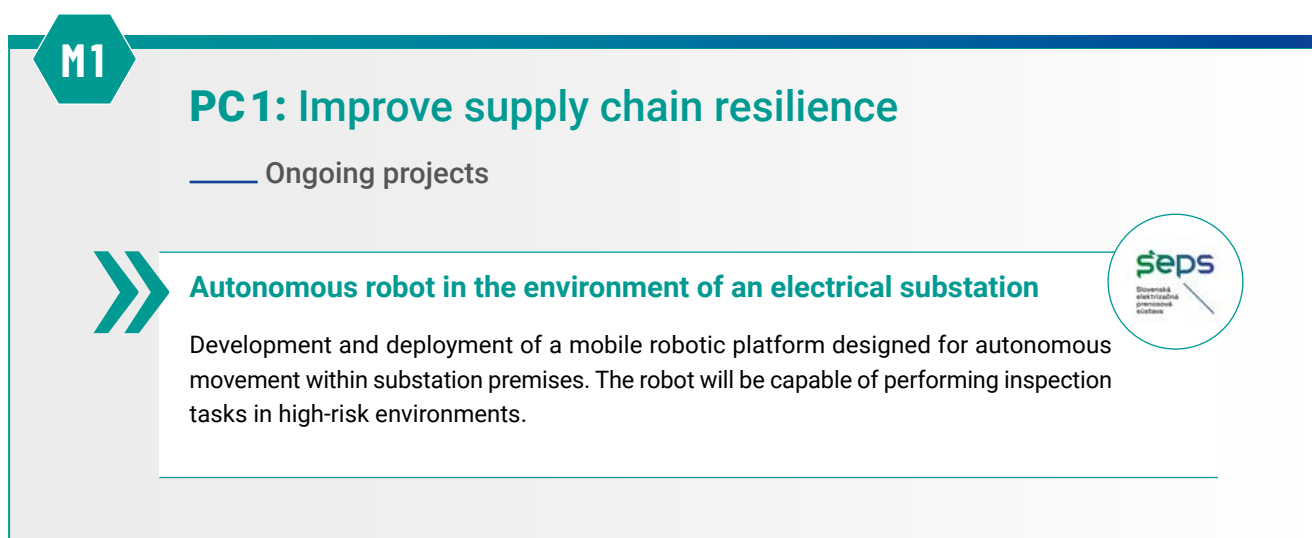 M1
PC1: Improve supply chain resilience
Ongoing projects
Autonomous robot in the environment of an electrical substation
seps
Slovenská
elektrizačná
prenosová
sústava
Development and deployment of a mobile robotic platform designed for autonomous
movement within substation premises. The robot will be capable of performing inspection
tasks in high-risk environments.